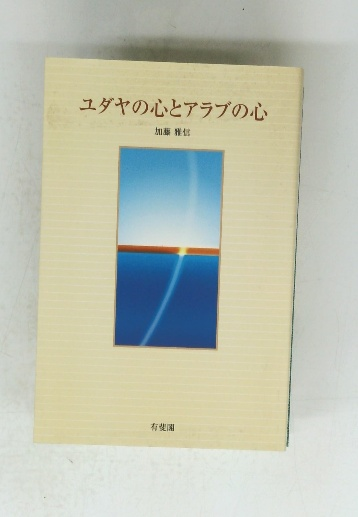 ユダヤの心とアラブの心
加藤 雅信
有斐閣